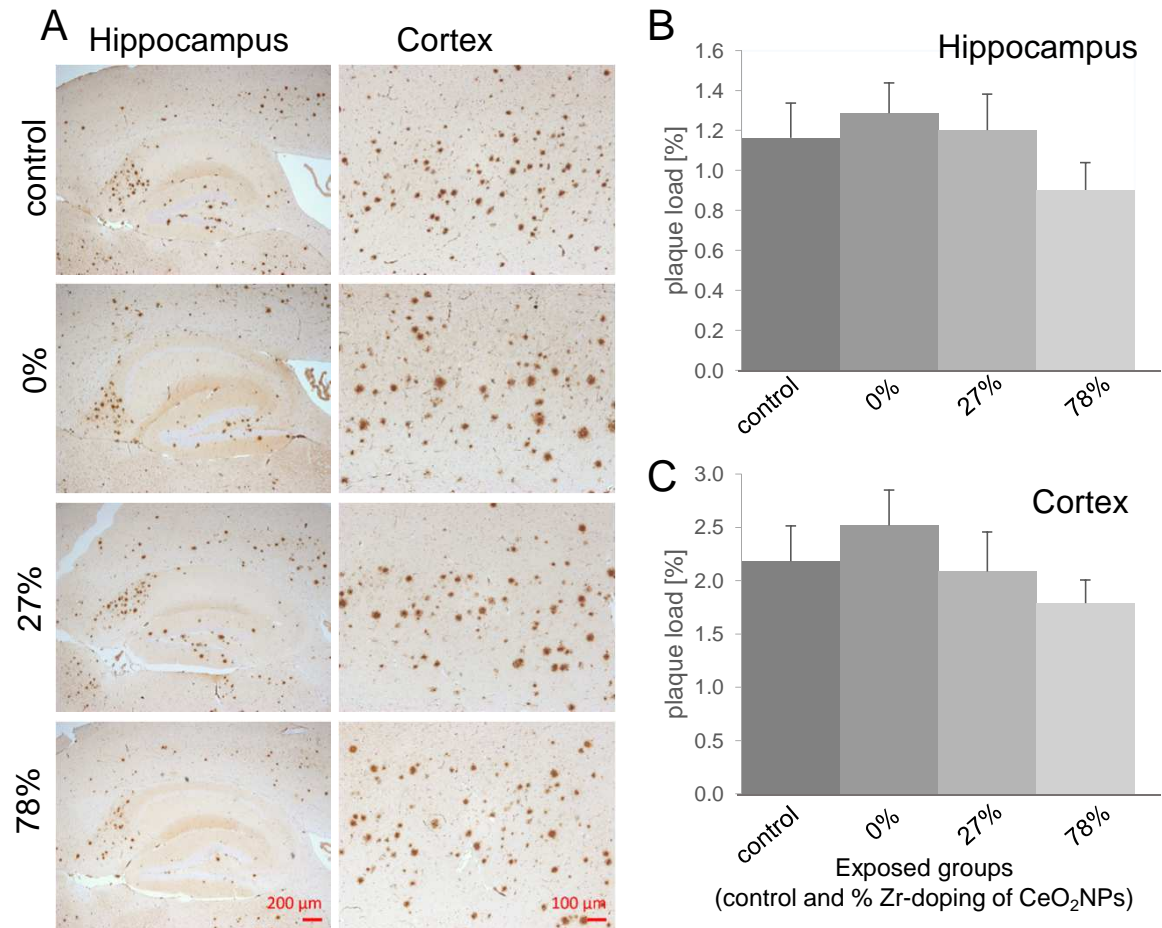 A
Hippocampus
Cortex
control
0%
27%
78%
200 µm
100 µm
B
Hippocampus
plaque load [%]
1.6
1.4
1.2
1.0
0.8
0.6
0.4
0.2
0.0
control
0%
27%
78%
C
Cortex
plaque load [%]
3.0
2.5
2.0
1.5
1.0
0.5
0.0
control
0%
27%
78%
Exposed groups
(control and % Zr-doping of CeO₂NPs)